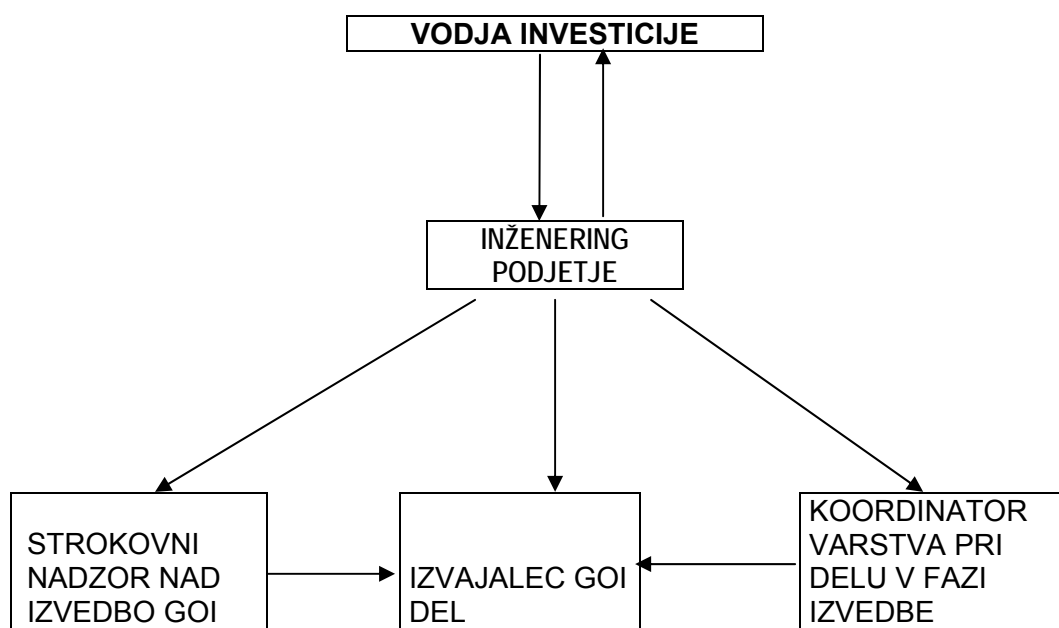 VODJA INVESTICIJE
INŽENERING
PODJETJE
STROKOVNI
NADZOR NAD
IZVEDBO GOI
IZVAJALEC GOI
DEL
KOORDINATOR
VARSTVA PRI
DELU V FAZI
IZVEDBE